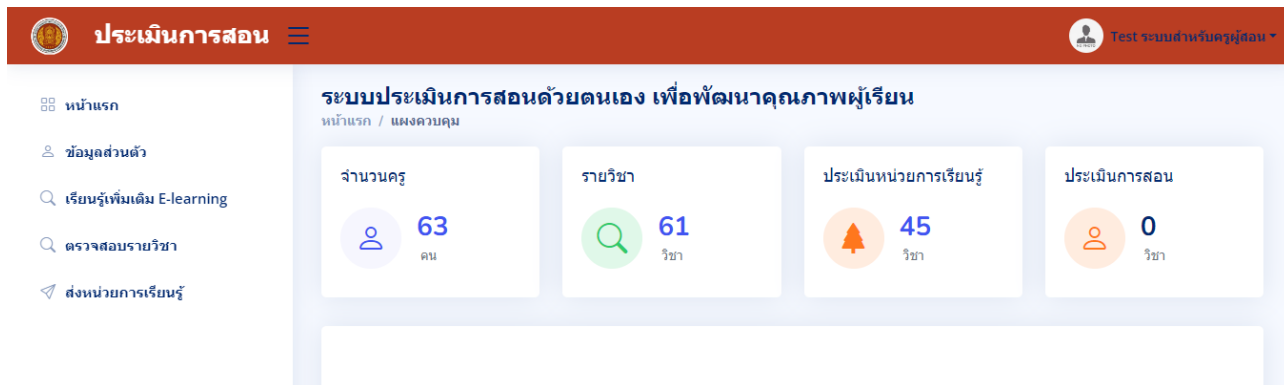 ประเมินการสอน
Test ระบบสำหรับครูผู้สอน
หน้าแรก
ข้อมูลส่วนตัว
เรียนรู้เพิ่มเติม E-learning
ตรวจสอบรายวิชา
ส่งหน่วยการเรียนรู้
ระบบประเมินการสอนด้วยตนเอง เพื่อพัฒนาคุณภาพผู้เรียน
หน้าแรก / แผงควบคุม
จำนวนครู
63
คน
รายวิชา
61
วิชา
ประเมินหน่วยการเรียนรู้
45
วิชา
ประเมินการสอน
0
วิชา